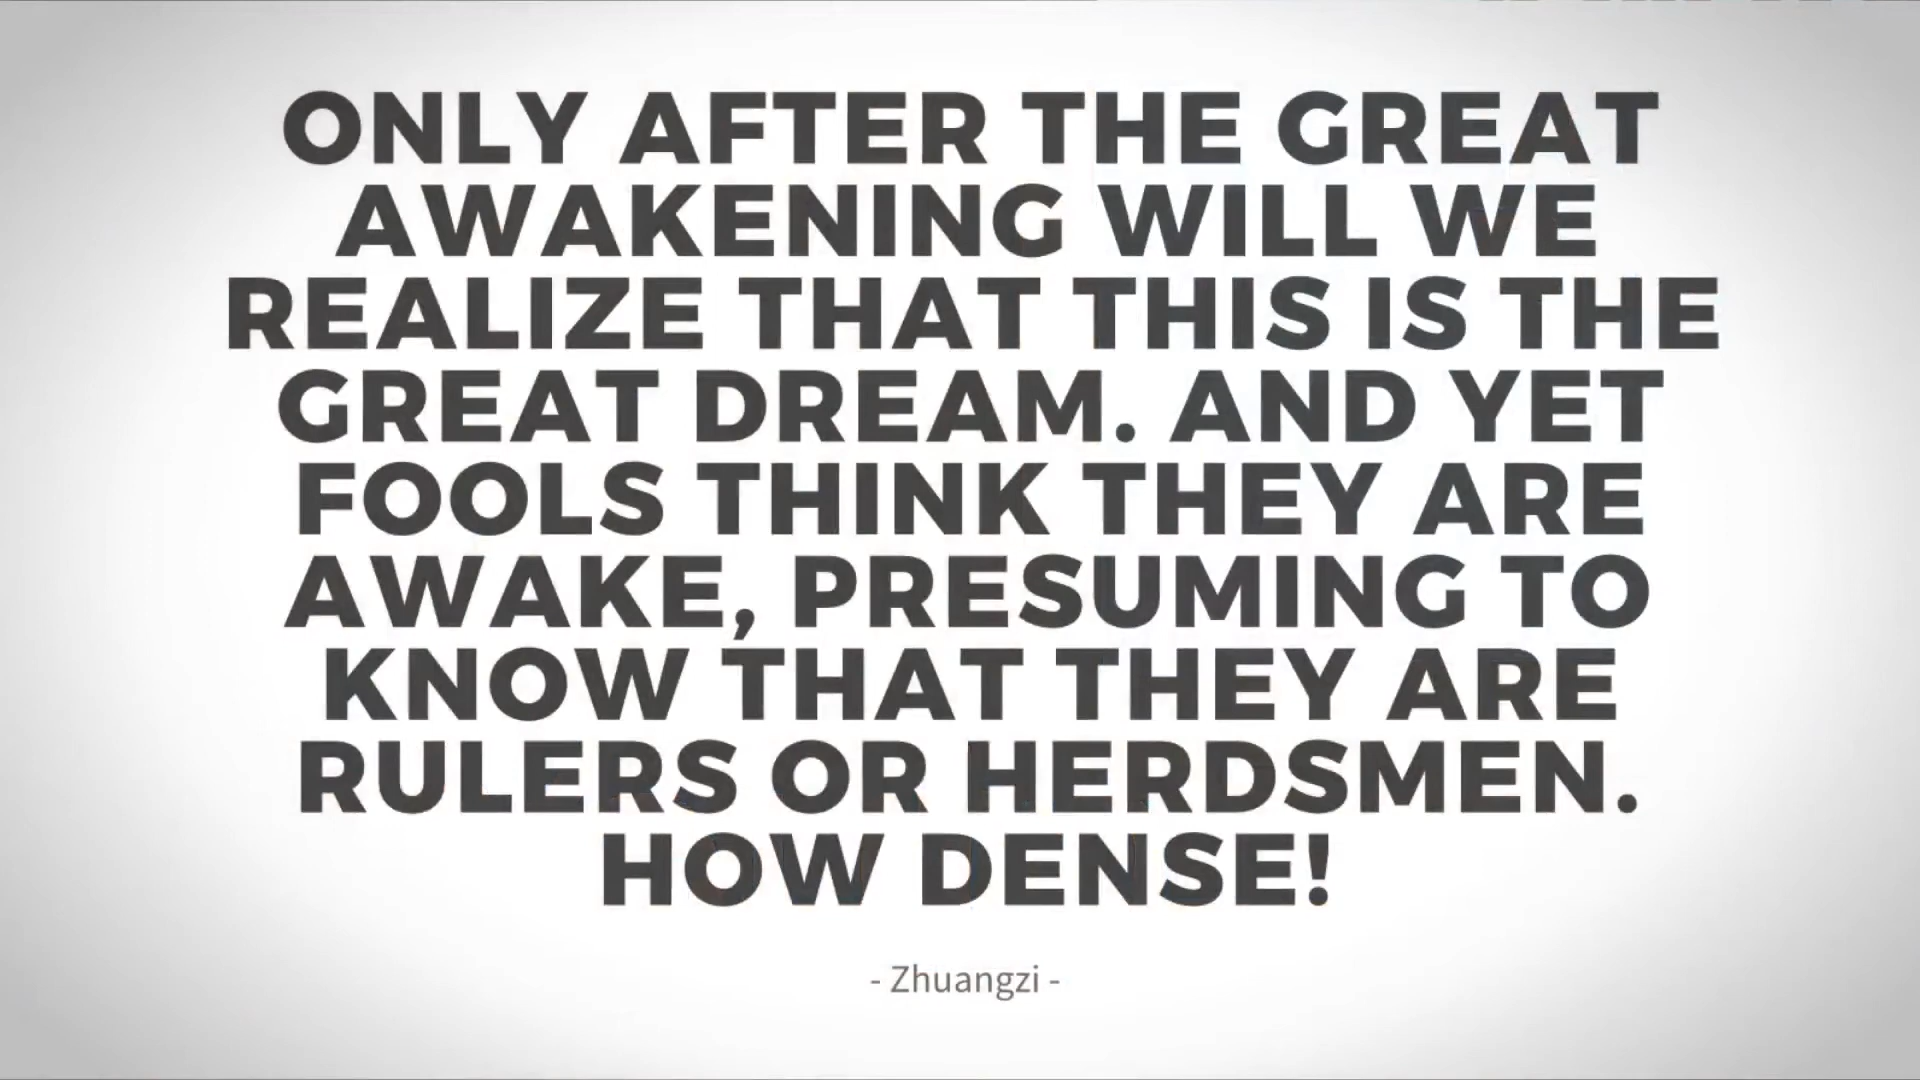 ONLY AFTER THE GREAT
AWAKENING WILL WE
REALIZE THAT THIS IS THE
GREAT DREAM. AND YET
FOOLS THINK THEY ARE
AWAKE, PRESUMING TO
KNOW THAT THEY ARE
RULERS OR HERDSMEN.
HOW DENSE!
- Zhuangzi -